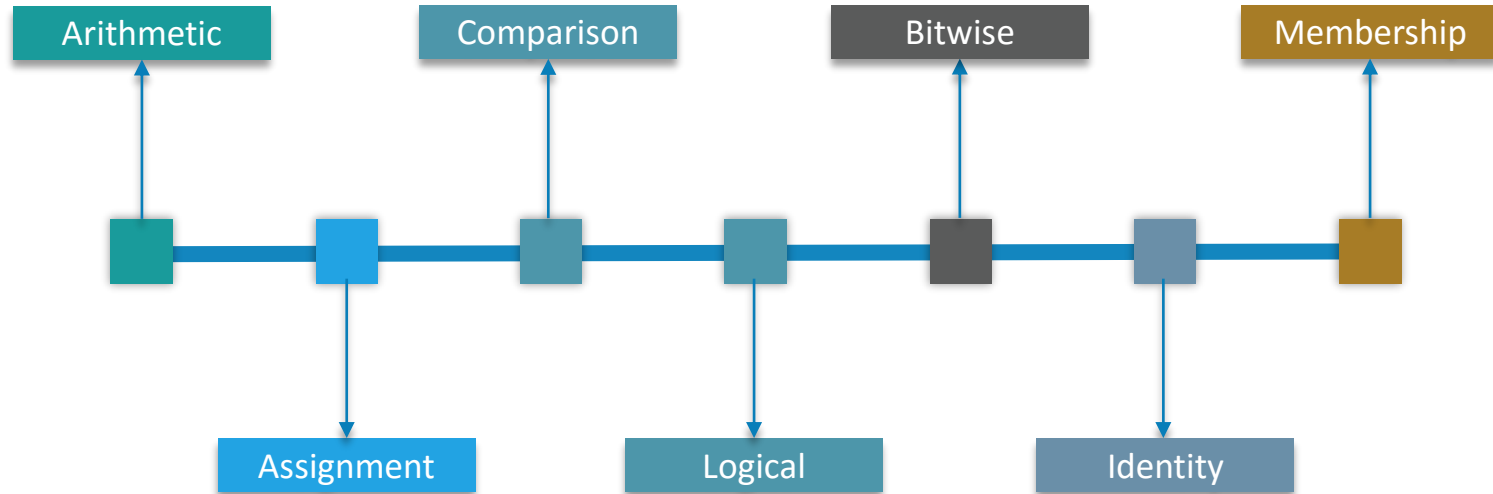 Arithmetic
Comparison
Bitwise
Membership
Assignment
Logical
Identity